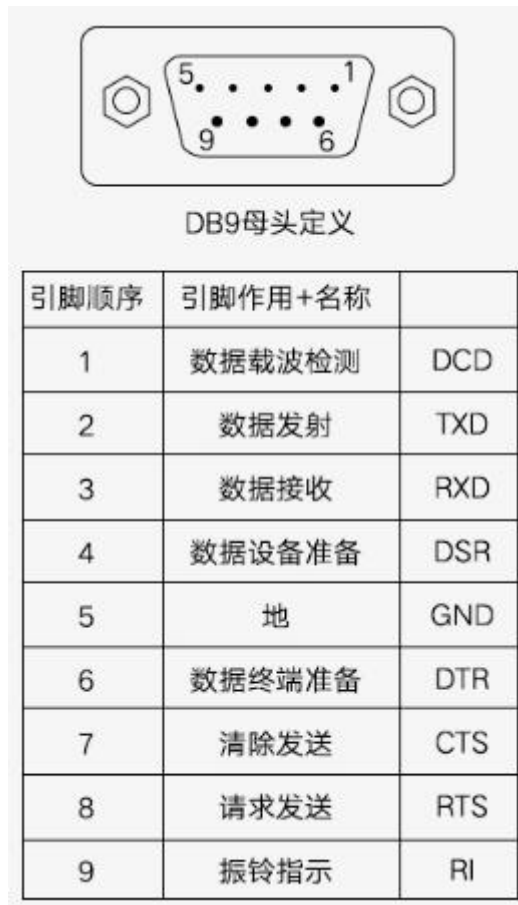 5 1
9 6
DB9母头定义
引脚顺序 引脚作用+名称
1 数据载波检测 DCD
2 数据发射 TXD
3 数据接收 RXD
4 数据设备准备 DSR
5 地 GND
6 数据终端准备 DTR
7 清除发送 CTS
8 请求发送 RTS
9 振铃指示 RI